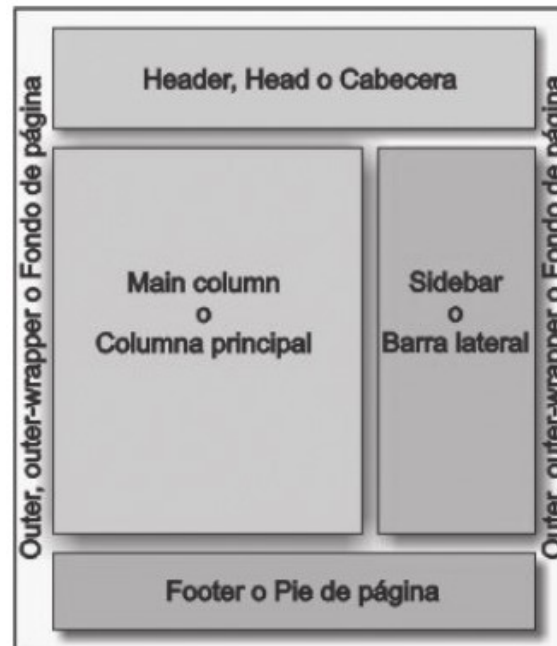 Header, Head o Cabecera
Outer, outer-wrapper o Fondo de página
Main column
o
Columna principal
Sidebar
o
Barra lateral
Outer, outer-wrapper o Fondo de página
Footer o Pie de página